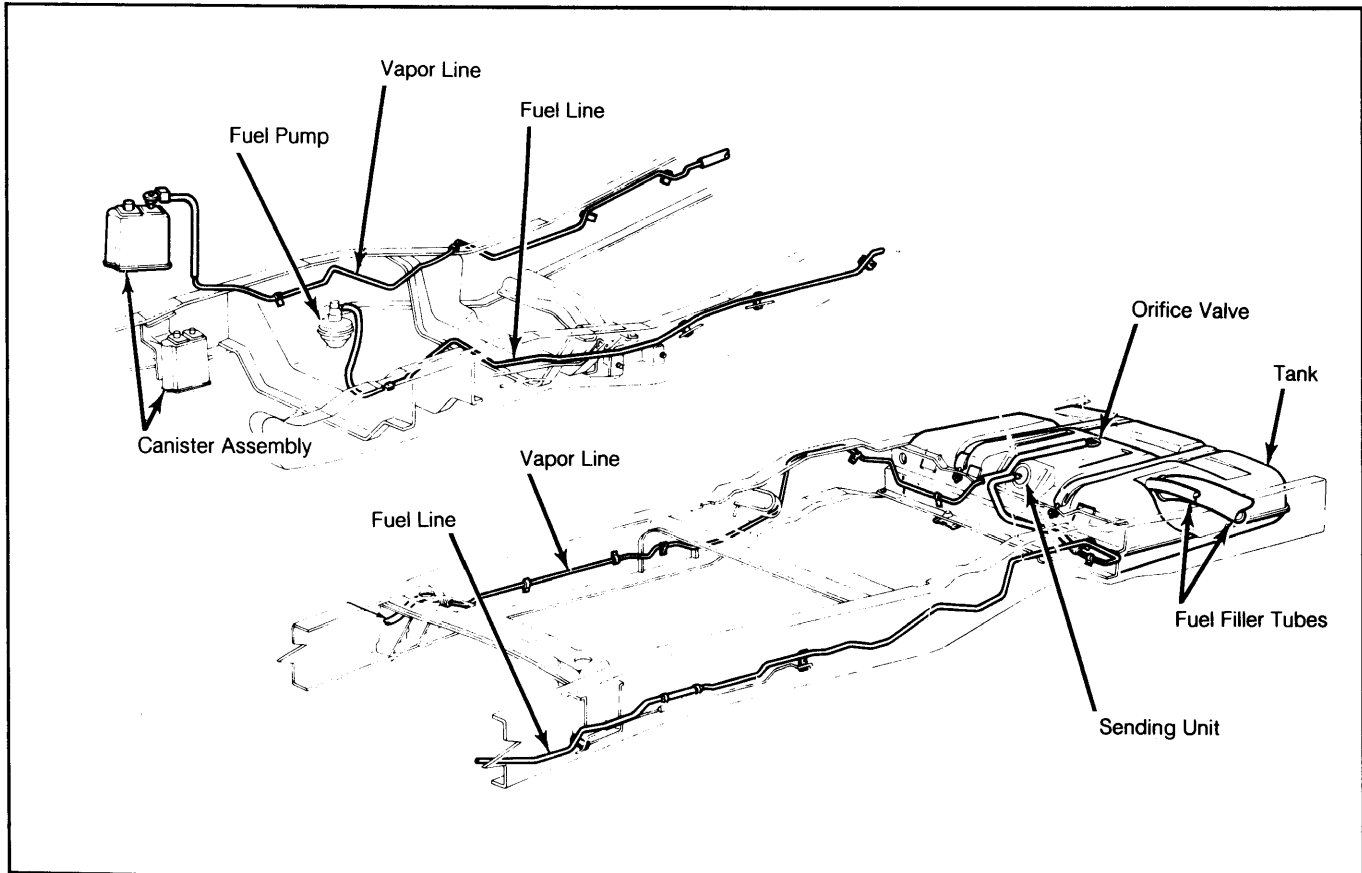 Vapor Line
Fuel Line
Fuel Pump
Orifice Valve
Tank
Canister Assembly
Vapor Line
Fuel Line
Fuel Filler Tubes
Sending Unit